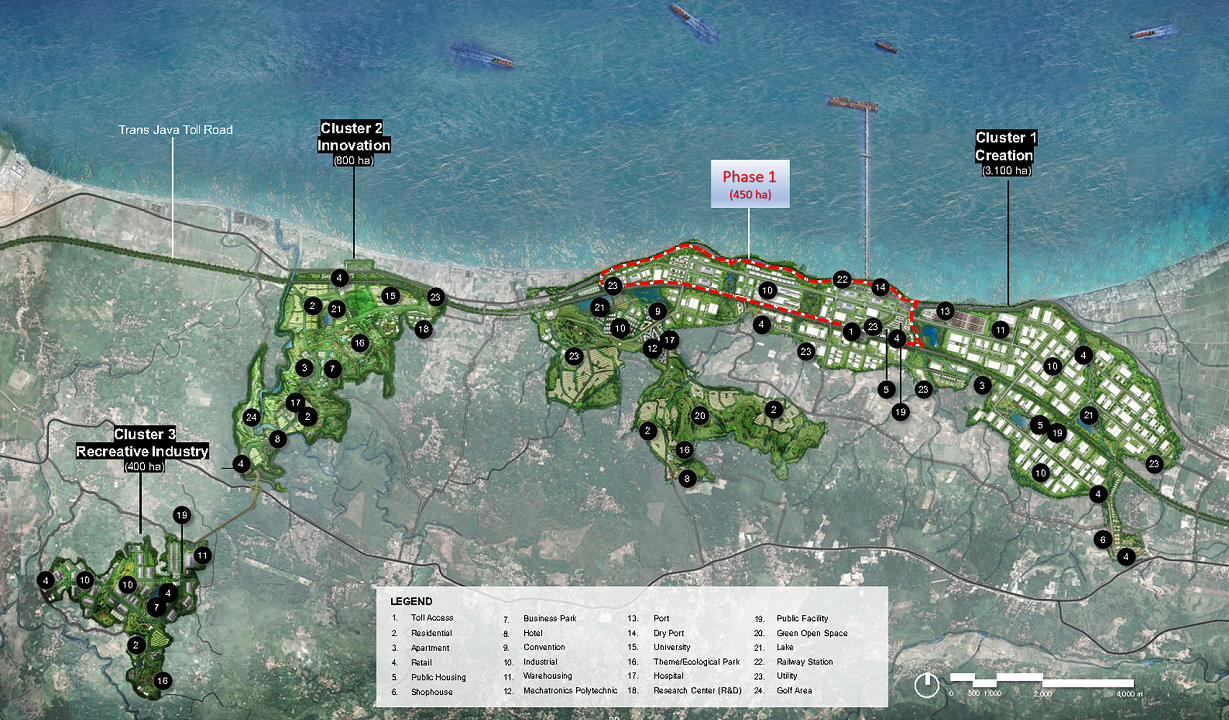 Trans Java Toll Road
Cluster 2
Innovation
(800 ha)
Phase 1
(450 ha)
Cluster 1
Creation
(3.100 ha)
Cluster 3
Recreative Industry
(400 ha)
4
2
21
15
23
18
16
3
7
17
2
24
8
4
23
21
10
9
17
12
23
10
22
14
4
1
23
4
23
5
19
23
20
2
2
16
8
13
11
10
4
3
5
19
21
10
23
4
6
4
19
11
4
10
10
4
7
2
16
LEGEND
1. Toll Access
2. Residential
3. Apartment
4. Retail
5. Public Housing
6. Shophouse
7. Business Park
8. Hotel
9. Convention
10. Industrial
11. Warehousing
12. Mechatronics Polytechnic
13. Port
14. Dry Port
15. University
16. Theme/Ecological Park
17. Hospital
18. Research Center (R&D)
19. Public Facility
20. Green Open Space
21. Lake
22. Railway Station
23. Utility
24. Golf Area
0 500 1,000 2,000 4,000 m